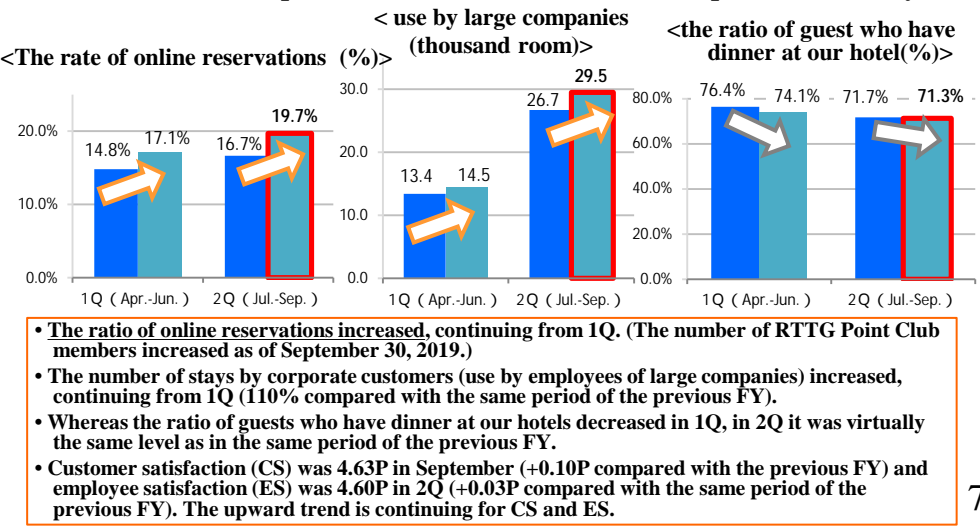 <The rate of online reservations (%)>
20.0%
10.0%
0.0%
14.8%
17.1%
16.7%
19.7%
1Q ( Apr.-Jun. )
2Q ( Jul.-Sep. )
< use by large companies
(thousand room)>
30.0
20.0
10.0
0.0
13.4
14.5
26.7
29.5
1Q ( Apr.-Jun. )
2Q ( Jul.-Sep. )
<the ratio of guest who have
dinner at our hotel(%)>
80.0%
60.0%
40.0%
20.0%
0.0%
76.4%
74.1%
71.7%
71.3%
1Q ( Apr.-Jun. )
2Q ( Jul.-Sep. )
• The ratio of online reservations increased, continuing from 1Q. (The number of RTTG Point Club
members increased as of September 30, 2019.)
• The number of stays by corporate customers (use by employees of large companies) increased,
continuing from 1Q (110% compared with the same period of the previous FY).
• Whereas the ratio of guests who have dinner at our hotels decreased in 1Q, in 2Q it was virtually
the same level as in the same period of the previous FY.
• Customer satisfaction (CS) was 4.63P in September (+0.10P compared with the previous FY) and
employee satisfaction (ES) was 4.60P in 2Q (+0.03P compared with the same period of the
previous FY). The upward trend is continuing for CS and ES.
7